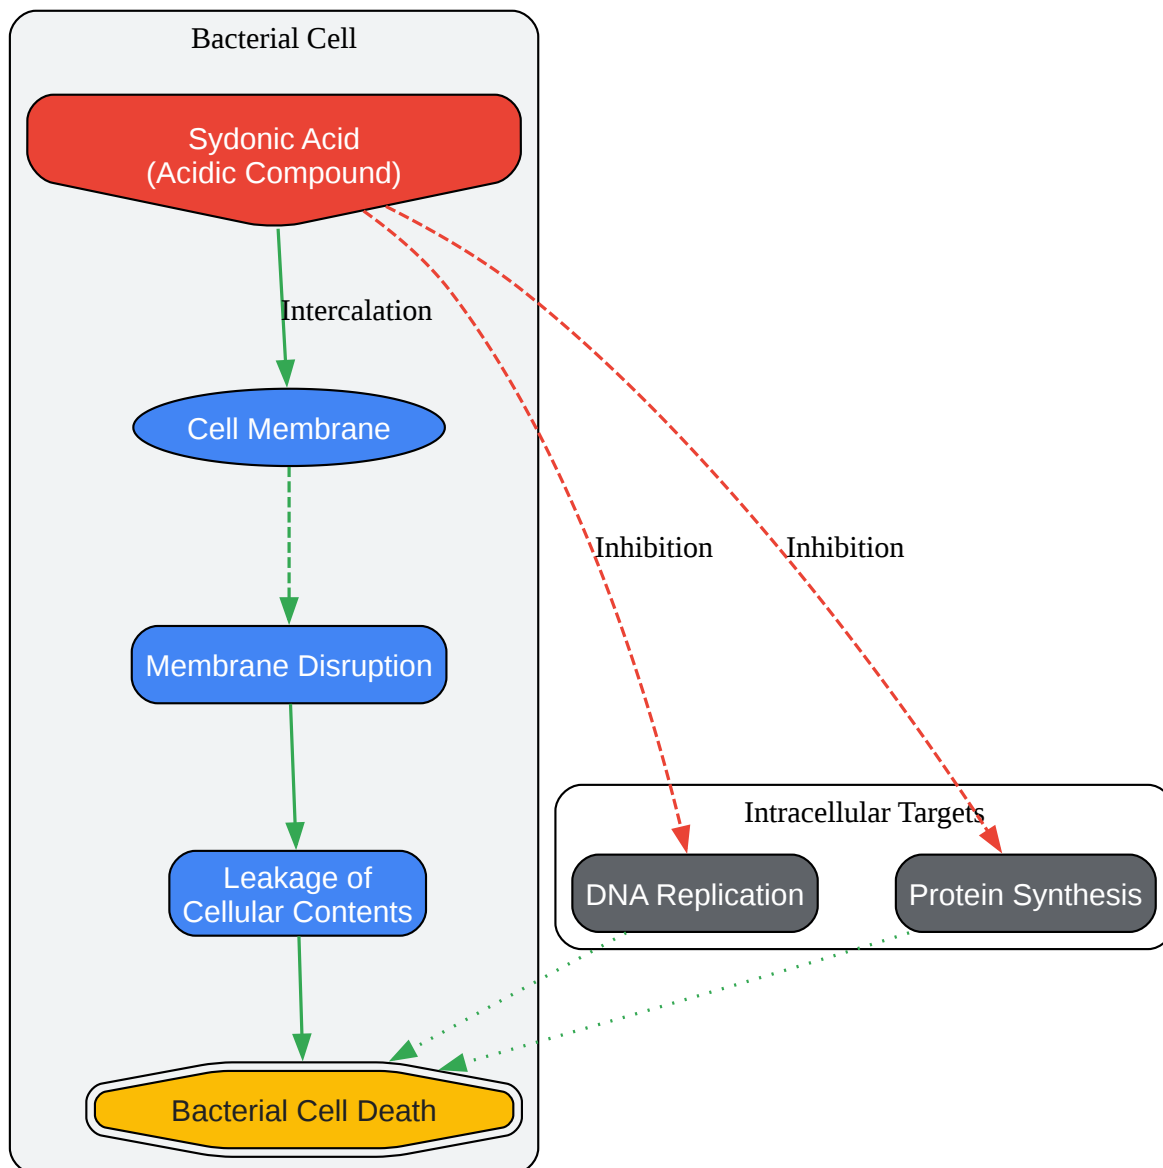 Bacterial Cell
Sydonic Acid
(Acidic Compound)
Intercalation
Cell Membrane
Inhibition
Inhibition
Membrane Disruption
Intracellular Targets
Leakage of
Cellular Contents
DNA Replication
Protein Synthesis
Bacterial Cell Death